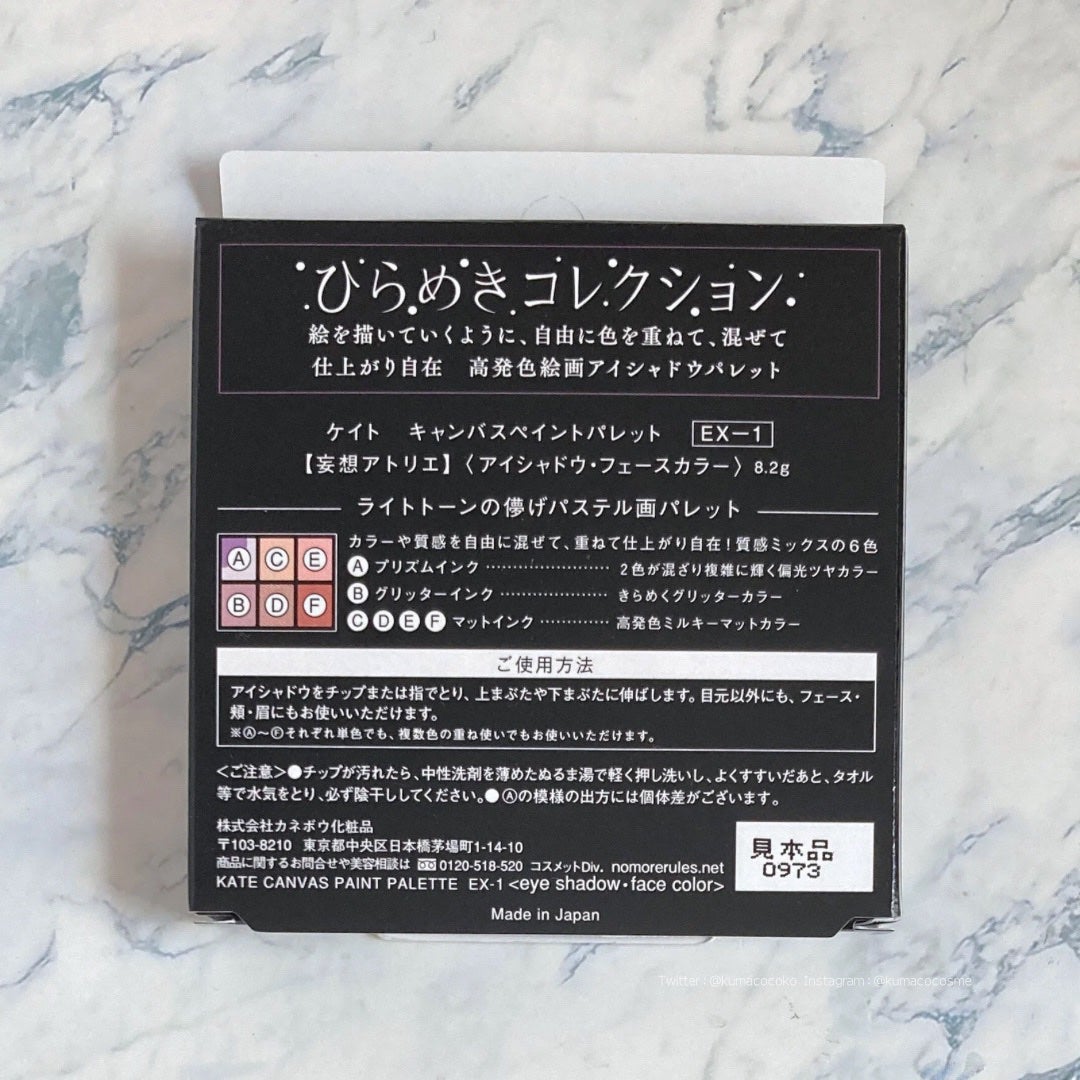 ひらめきコレクション
絵を描いていくように、自由に色を重ねて、混ぜて
仕上がり自在　高発色絵画アイシャドウパレット
ケイト　キャンバスペイントパレット　EX－1
【妄想アトリエ】〈アイシャドウ・フェースカラー〉8.2g
ライトトーンの儚げパステル画パレット
カラーや質感を自由に混ぜて、重ねて仕上がり自在！質感ミックスの6色
Ⓐ Ⓒ Ⓔ
Ⓑ Ⓓ Ⓕ
Ⓐ プリズムインク …………………… 2色が混ざり複雑に輝く偏光ツヤカラー
Ⓑ グリッターインク ………………… きらめくグリッターカラー
Ⓒ Ⓓ Ⓔ Ⓕ マットインク ………… 高発色ミルキーマットカラー
ご使用方法
アイシャドウをチップまたは指でとり、上まぶたや下まぶたに伸ばします。目元以外にも、フェース・
頬・眉にもお使いいただけます。
※Ⓐ～Ⓕそれぞれ単色でも、複数色の重ね使いでもお使いいただけます。
＜ご注意＞●チップが汚れたら、中性洗剤を薄めたぬるま湯で軽く押し洗いし、よくすすいだあと、タオル
等で水気をとり、必ず陰干ししてください。●Ⓐの模様の出方には個体差がございます。
株式会社カネボウ化粧品
〒103-8210　東京都中央区日本橋茅場町1-14-10
商品に関するお問合せや美容相談は 0120-518-520 コスメットDiv. nomorerules.net
KATE CANVAS PAINT PALETTE EX-1 <eye shadow・face color>
見本品
0973
Made in Japan
Twitter : @kumacocoko Instagram : @kumacocosme